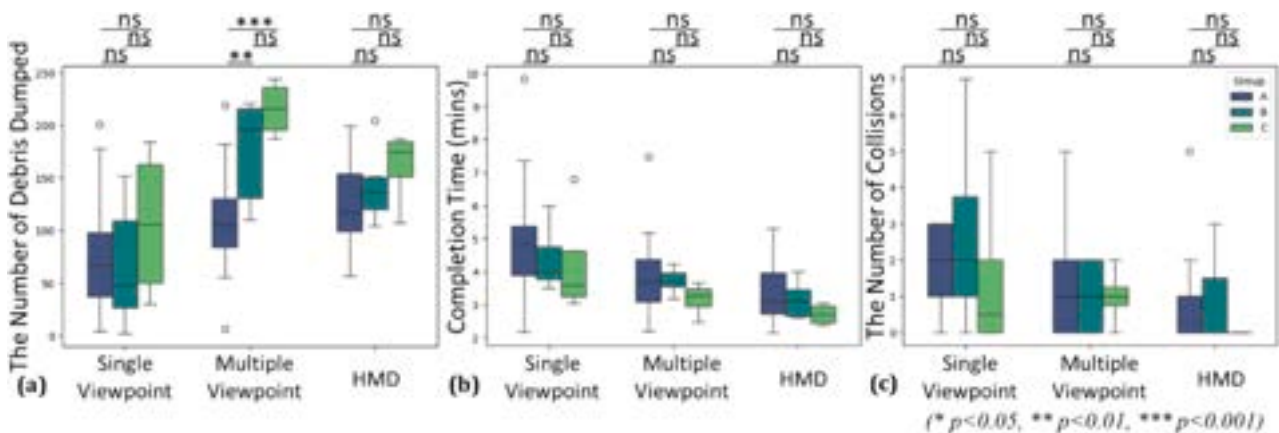 ns *** ns
ns ns ns
ns ** ns
The Number of Debris Dumped
250
200
150
100
50
0
Single Viewpoint
Multiple Viewpoint
HMD
(a)
ns ns ns
ns ns ns
ns ns ns
Completion Time (mins)
10
9
8
7
6
5
4
3
2
Single Viewpoint
Multiple Viewpoint
HMD
(b)
ns ns ns
ns ns ns
ns ns ns
The Number of Collisions
7
6
5
4
3
2
1
0
Group
A
B
C
Single Viewpoint
Multiple Viewpoint
HMD
(c)
(* p<0.05, ** p<0.01, *** p<0.001)